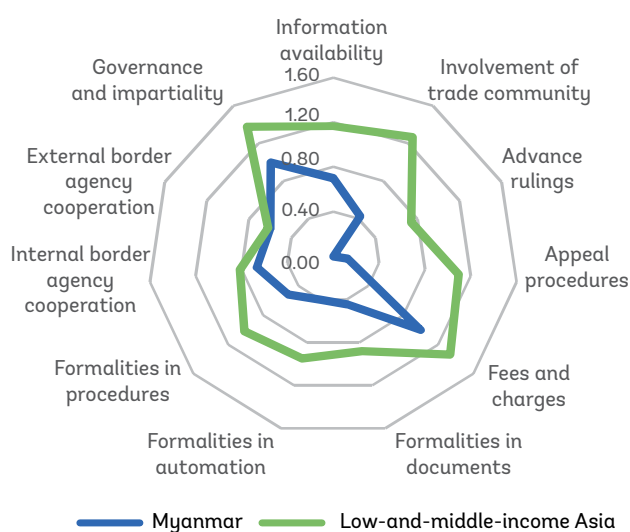 Information
availability
Involvement of
trade community
Advance
rulings
Appeal
procedures
Fees and
charges
Formalities in
documents
Formalities in
automation
Formalities in
procedures
Internal border
agency
cooperation
External border
agency
cooperation
Governance
and impartiality
1.60
1.20
0.80
0.40
0.00
Myanmar
Low-and-middle-income Asia